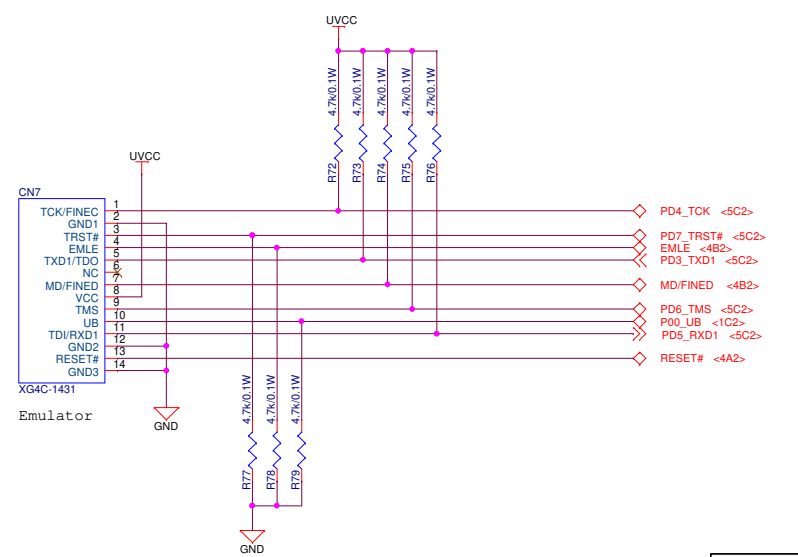 UVCC
4.7k/0.1W
4.7k/0.1W
4.7k/0.1W
4.7k/0.1W
4.7k/0.1W
R72
R73
R74
R75
R76
UVCC
CN7
TCK/FINEC 1 PD4_TCK <5C2>
GND1 2
TRST# 3 PD7_TRST# <5C2>
EMLE 4 EMLE <4B2>
TXD1/TDO 5 PD3_TXD1 <5C2>
NC 6
MD/FINED 7 MD/FINED <4B2>
VCC 8
TMS 9 PD6_TMS <5C2>
UB 10 P00_UB <1C2>
TDI/RXD1 11 PD5_RXD1 <5C2>
GND2 12
RESET# 13 RESET# <4A2>
GND3 14
XG4C-1431
Emulator
GND
4.7k/0.1W
4.7k/0.1W
4.7k/0.1W
R77
R78
R79
GND